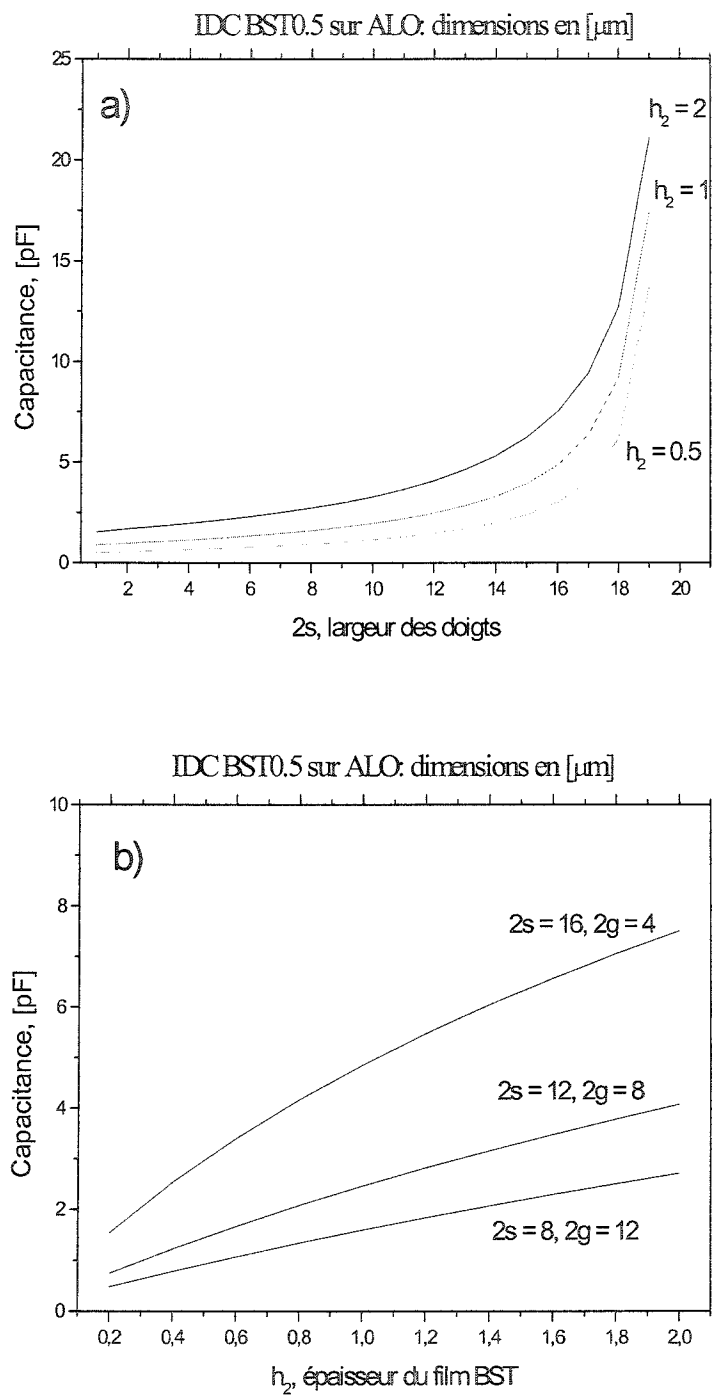 IDC BST0.5 sur ALO: dimensions en [µm]
a)
25
20
15
10
5
0
Capacitance, [pF]
h2 = 2
h2 = 1
h2 = 0.5
2 4 6 8 10 12 14 16 18 20
2s, largeur des doigts
IDC BST0.5 sur ALO: dimensions en [µm]
b)
10
8
6
4
2
0
Capacitance, [pF]
2s = 16, 2g = 4
2s = 12, 2g = 8
2s = 8, 2g = 12
0,2 0,4 0,6 0,8 1,0 1,2 1,4 1,6 1,8 2,0
h2, épaisseur du film BST